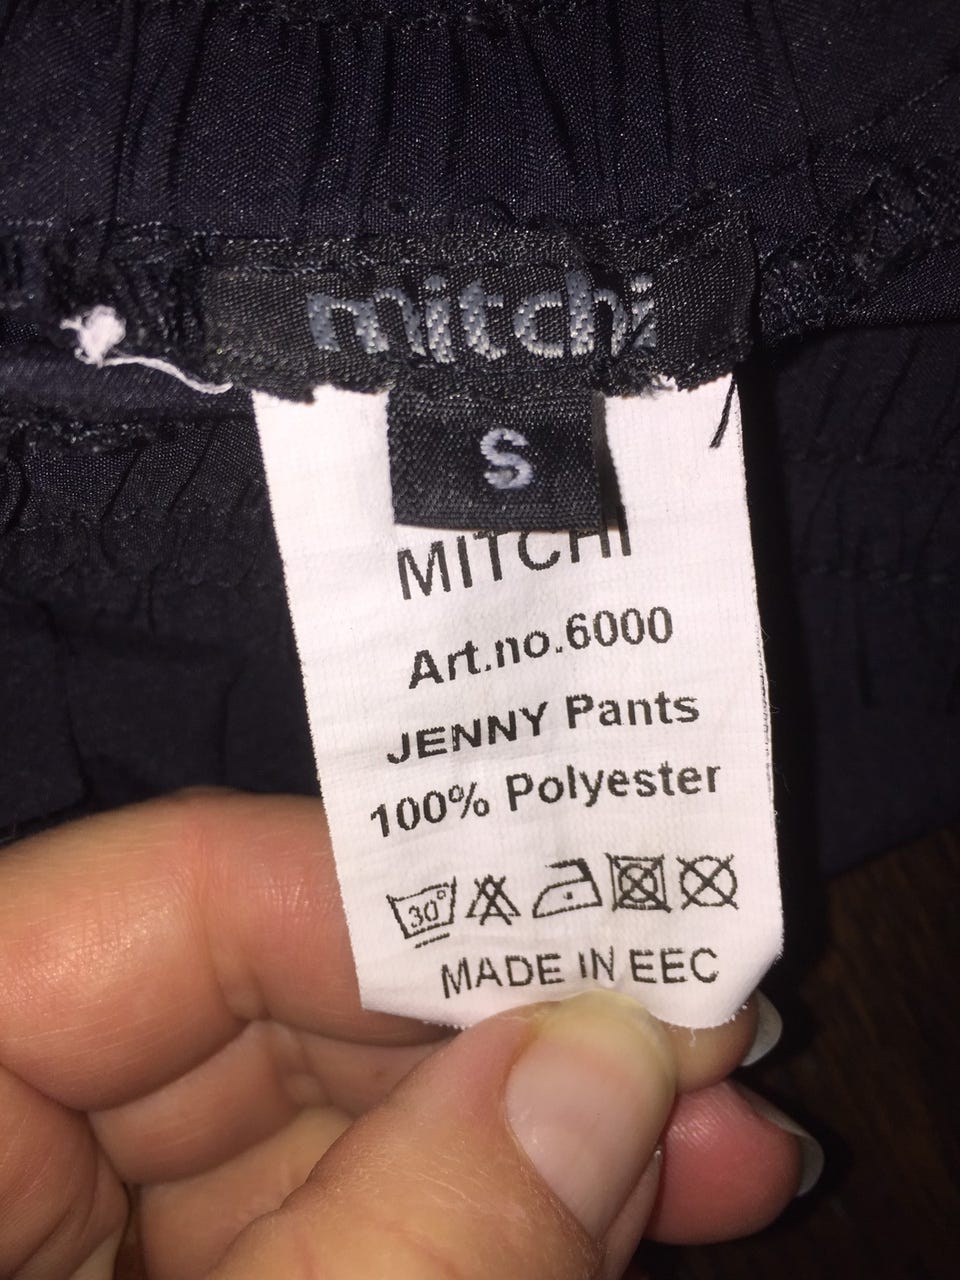 mitchi
S
MITCHI
Art.no.6000
JENNY Pants
100% Polyester
30°
MADE IN EEC